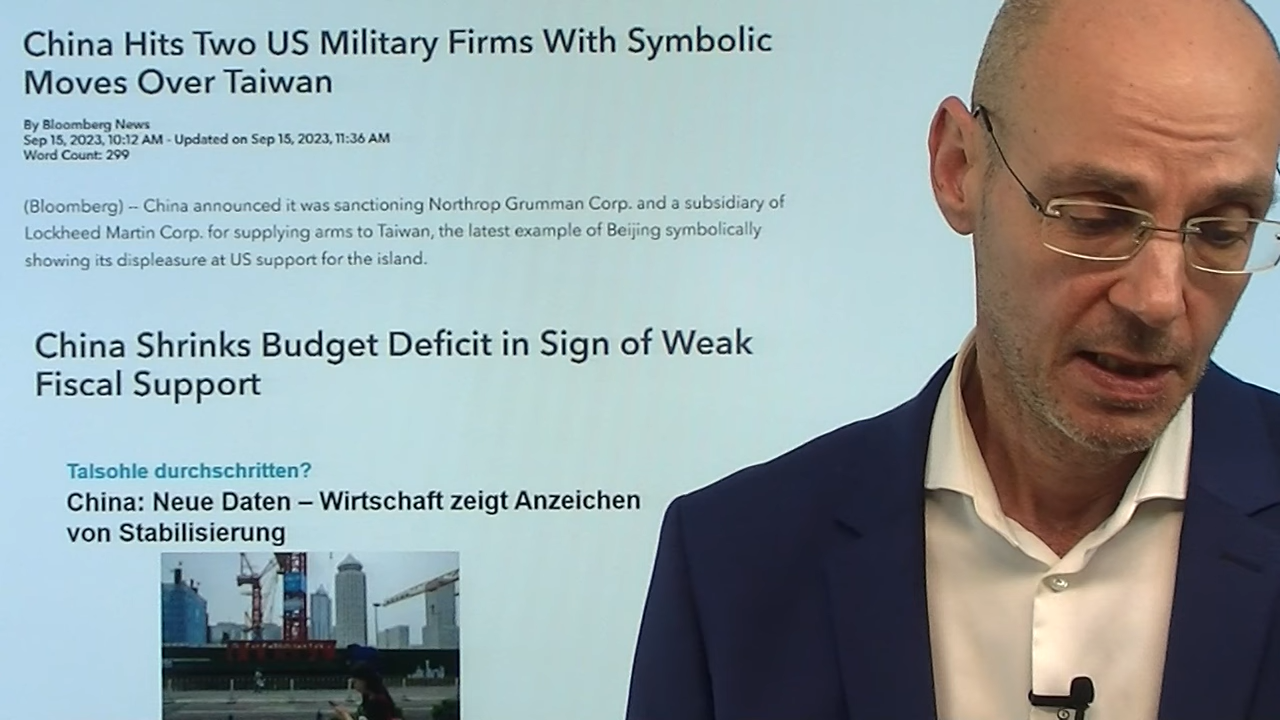 China Hits Two US Military Firms With Symbolic
Moves Over Taiwan
By Bloomberg News
Sep 15, 2023, 10:12 AM - Updated on Sep 15, 2023, 11:36 AM
Word Count: 299
(Bloomberg) -- China announced it was sanctioning Northrop Grumman Corp. and a subsidiary of
Lockheed Martin Corp. for supplying arms to Taiwan, the latest example of Beijing symbolically
showing its displeasure at US support for the island.
China Shrinks Budget Deficit in Sign of Weak
Fiscal Support
Talsohle durchschritten?
China: Neue Daten – Wirtschaft zeigt Anzeichen
von Stabilisierung